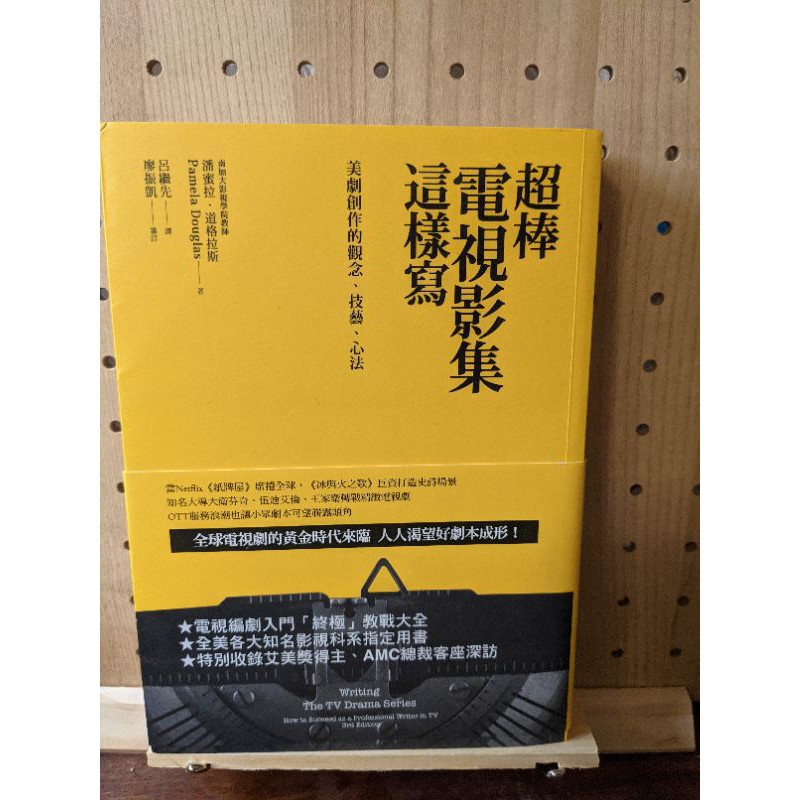 超棒
電視影集
這樣寫
美劇創作的觀念、技藝、心法
南加大影視學院教師
潘蜜拉.道格拉斯
Pamela Douglas——著
呂繼先——譯
廖振凱——審訂
當Netflix《紙牌屋》席捲全球,《冰與火之歌》巨資打造史詩場景
知名大導大衛芬奇、伍迪艾倫、王家衛轉戰精緻電視劇
OTT服務浪潮也讓小眾劇本可望嶄露頭角
全球電視劇的黃金時代來臨 人人渴望好劇本成形!
★電視編劇入門「終極」教戰大全
★全美各大知名影視科系指定用書
★特別收錄艾美獎得主、AMC總裁客座深訪
Writing
The TV Drama Series
How to Succeed as a Professional Writer in TV
3rd Edition